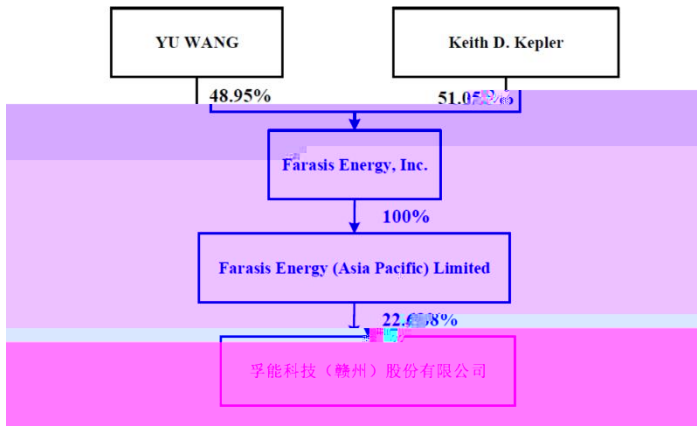 YU WANG
Keith D. Kepler
48.95%
Farasis Energy, Inc.
100%
Farasis Energy (Asia Pacific) Limited
孚能科技（赣州）股份有限公司